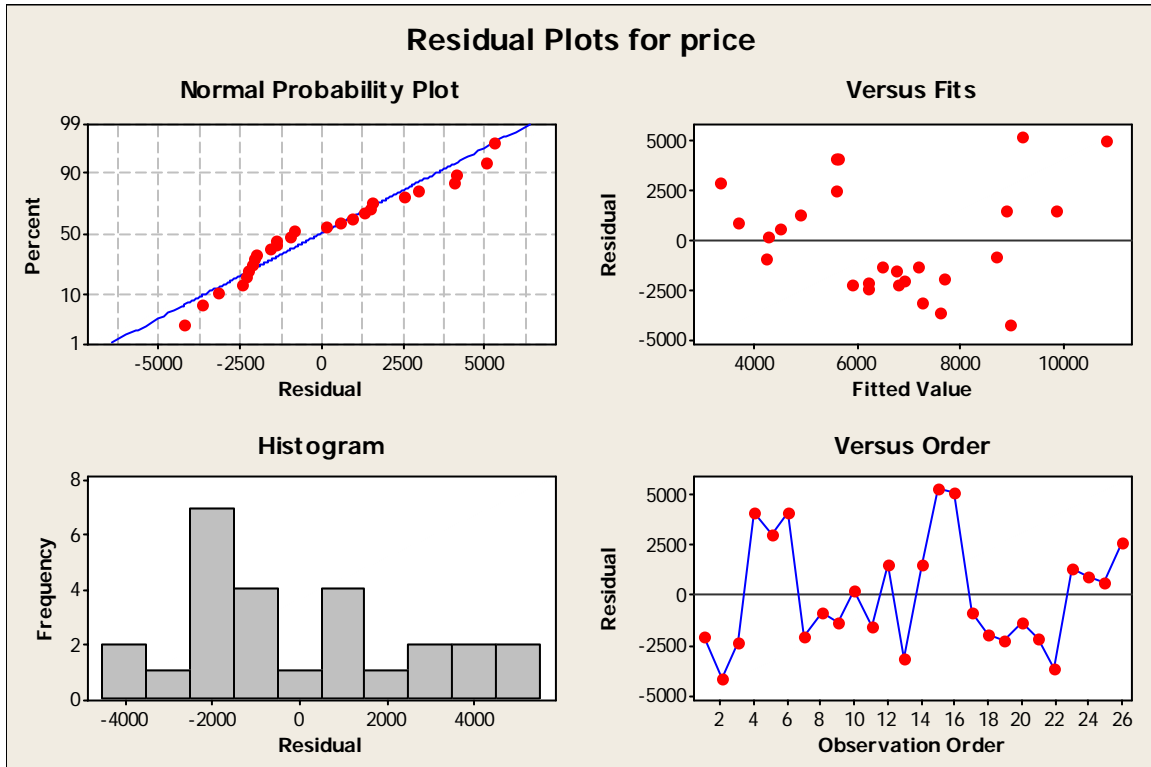 Residual Plots for price
Normal Probability Plot
99
90
50
10
1
Percent
-5000 -2500 0 2500 5000
Residual
Versus Fits
5000
2500
0
-2500
-5000
Residual
4000 6000 8000 10000
Fitted Value
Histogram
8
6
4
2
0
Frequency
-4000 -2000 0 2000 4000
Residual
Versus Order
5000
2500
0
-2500
-5000
Residual
2 4 6 8 10 12 14 16 18 20 22 24 26
Observation Order